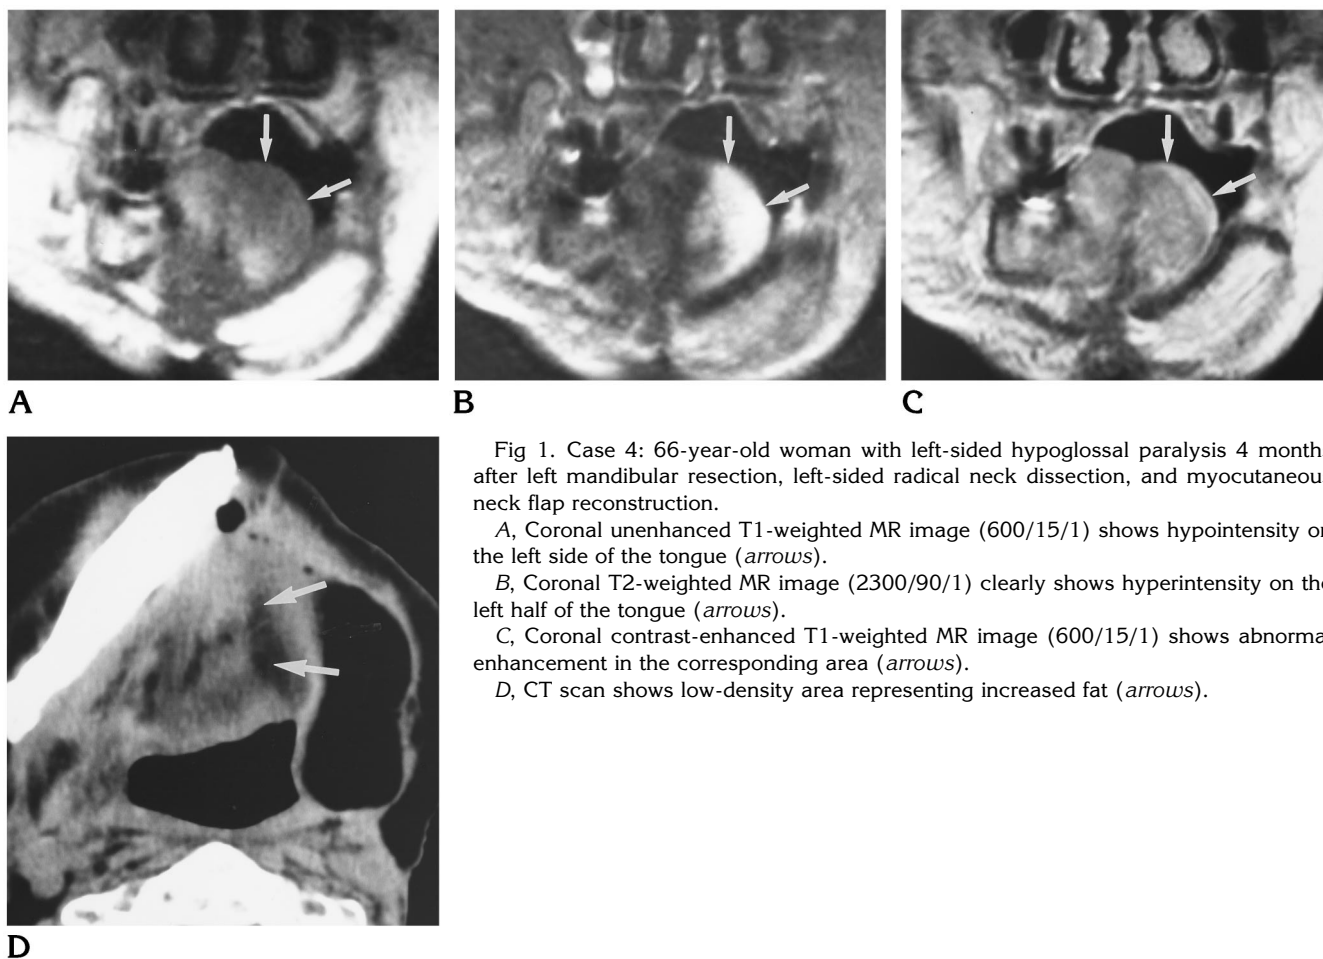 A
B
C
Fig 1. Case 4: 66-year-old woman with left-sided hypoglossal paralysis 4 month
after left mandibular resection, left-sided radical neck dissection, and myocutaneou
neck flap reconstruction.
A, Coronal unenhanced T1-weighted MR image (600/15/1) shows hypointensity o
the left side of the tongue (arrows).
B, Coronal T2-weighted MR image (2300/90/1) clearly shows hyperintensity on th
left half of the tongue (arrows).
C, Coronal contrast-enhanced T1-weighted MR image (600/15/1) shows abnorma
enhancement in the corresponding area (arrows).
D, CT scan shows low-density area representing increased fat (arrows).
D